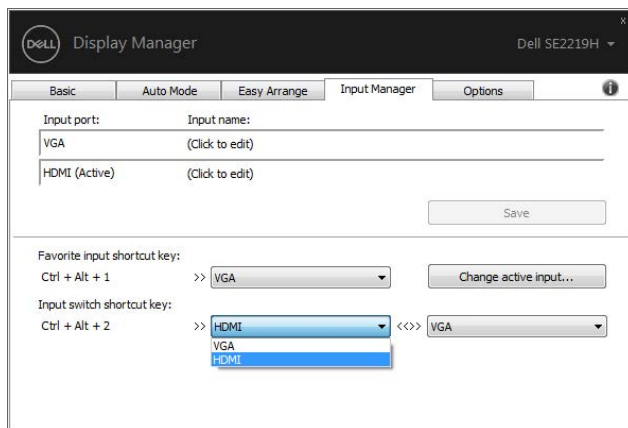 x
DELL Display Manager Dell SE2219H
Basic Auto Mode Easy Arrange Input Manager Options i
Input port: Input name:
VGA (Click to edit)
HDMI (Active) (Click to edit)
Save
Favorite input shortcut key:
Ctrl + Alt + 1 >> VGA Change active input...
Input switch shortcut key:
Ctrl + Alt + 2 >> HDMI <<>> VGA
VGA
HDMI